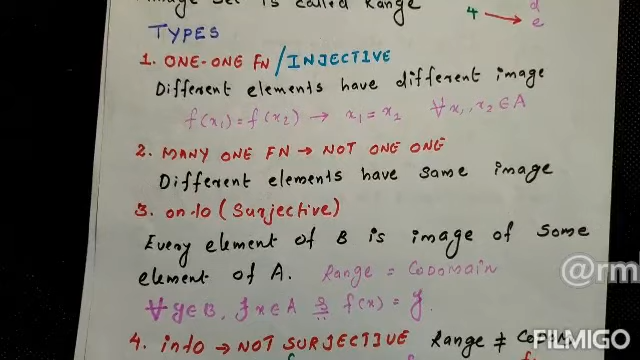 image set is called Range
4 → e
d
TYPES
1. ONE-ONE FN / INJECTIVE
Different elements have different image
f(x₁) = f(x₂) → x₁ = x₂ ∀ x₁, x₂ ∈ A
2. MANY ONE FN → NOT ONE ONE
Different elements have same image
3. onto (Surjective)
Every element of B is image of some
element of A. Range = Codomain
∀ y ∈ B, ∃ x ∈ A f(x) = y.
4. into → NOT SURJECTIVE Range ≠
@rm
FILMIGO